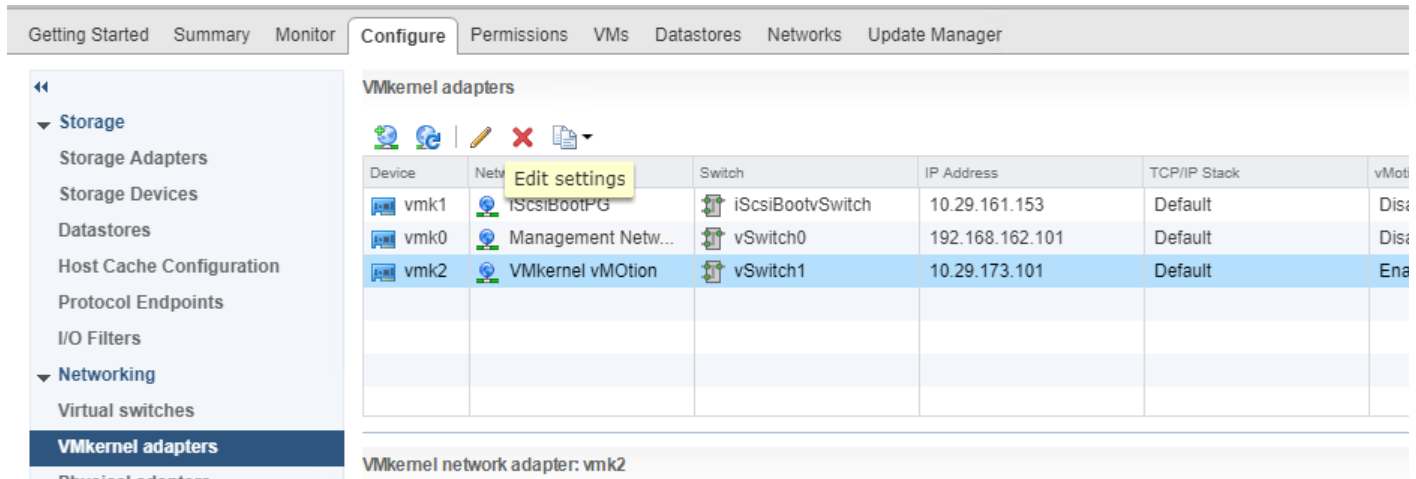 Getting Started Summary Monitor Configure Permissions VMs Datastores Networks Update Manager
VMkernel adapters
Storage
Storage Adapters
Storage Devices
Datastores
Host Cache Configuration
Protocol Endpoints
I/O Filters
Networking
Virtual switches
VMkernel adapters
Edit settings
Device Switch IP Address TCP/IP Stack
vmk1 iScsiBootPG iScsiBootvSwitch 10.29.161.153 Default Disa
vmk0 Management Netw... vSwitch0 192.168.162.101 Default Disa
vmk2 VMkernel vMOtion vSwitch1 10.29.173.101 Default Ena
VMkernel network adapter: vmk2